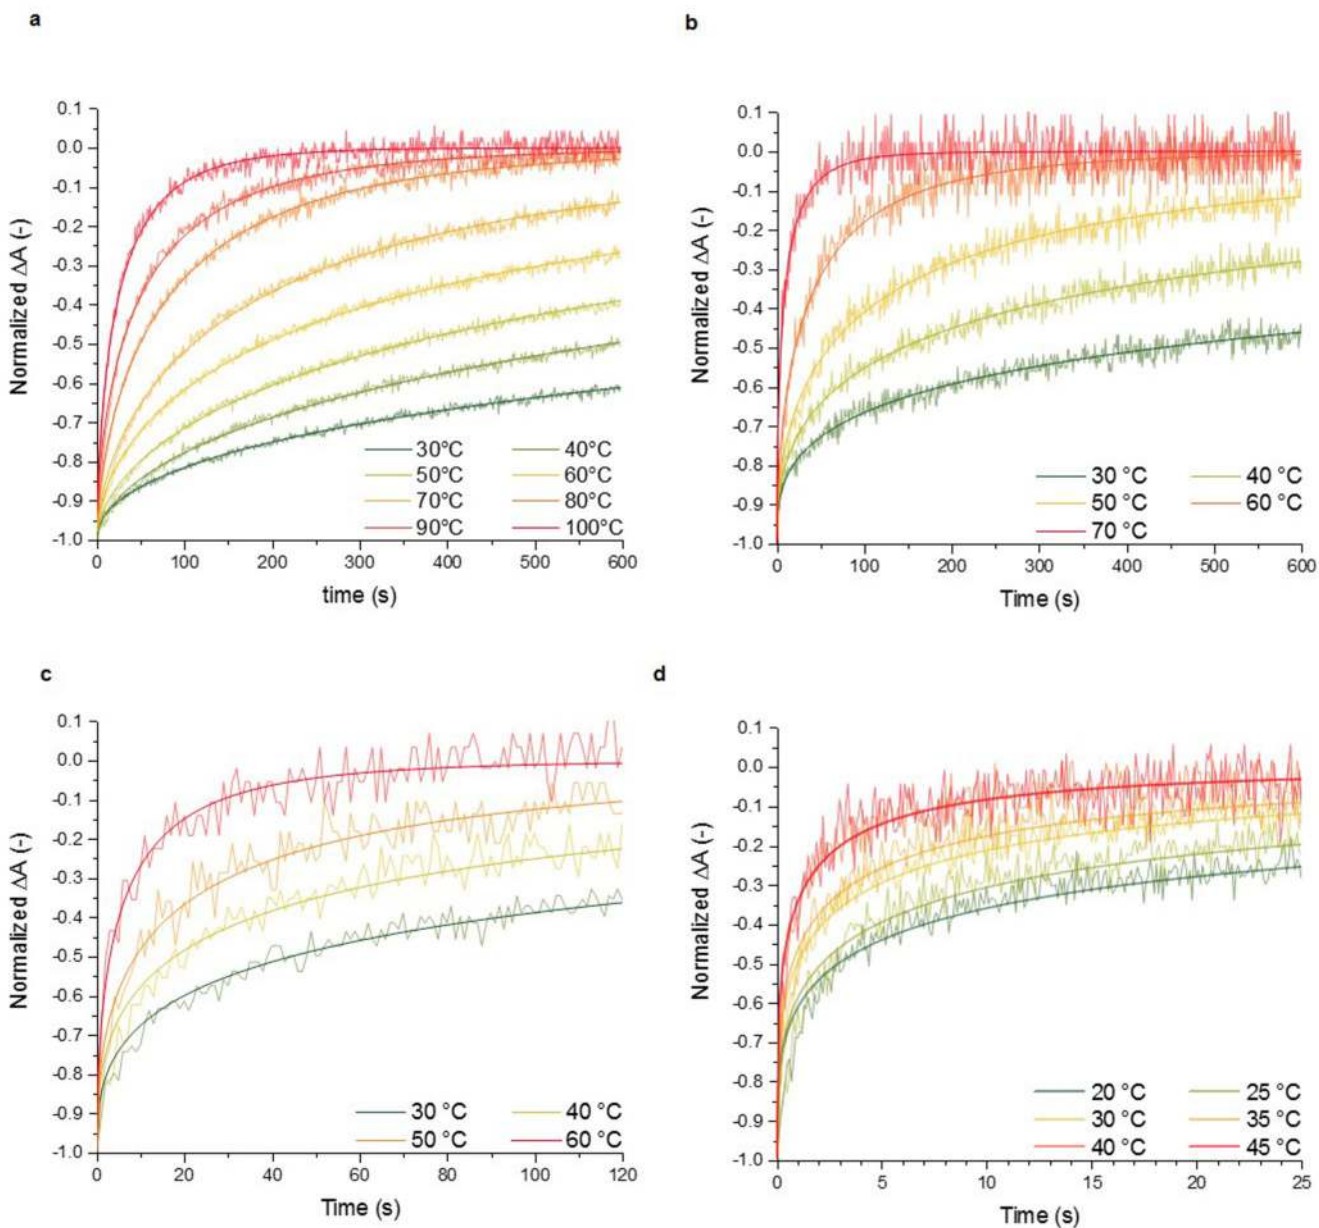 a
0.1
0.0
-0.1
-0.2
-0.3
-0.4
-0.5
-0.6
-0.7
-0.8
-0.9
-1.0
Normalized ΔA (-)
30°C 40°C
50°C 60°C
70°C 80°C
90°C 100°C
0 100 200 300 400 500 600
time (s)
b
0.1
0.0
-0.1
-0.2
-0.3
-0.4
-0.5
-0.6
-0.7
-0.8
-0.9
-1.0
Normalized ΔA (-)
30 °C 40 °C
50 °C 60 °C
70 °C
0 100 200 300 400 500 600
Time (s)
c
0.1
0.0
-0.1
-0.2
-0.3
-0.4
-0.5
-0.6
-0.7
-0.8
-0.9
-1.0
Normalized ΔA (-)
30 °C 40 °C
50 °C 60 °C
0 20 40 60 80 100 120
Time (s)
d
0.1
0.0
-0.1
-0.2
-0.3
-0.4
-0.5
-0.6
-0.7
-0.8
-0.9
-1.0
Normalized ΔA (-)
20 °C 25 °C
30 °C 35 °C
40 °C 45 °C
0 5 10 15 20 25
Time (s)